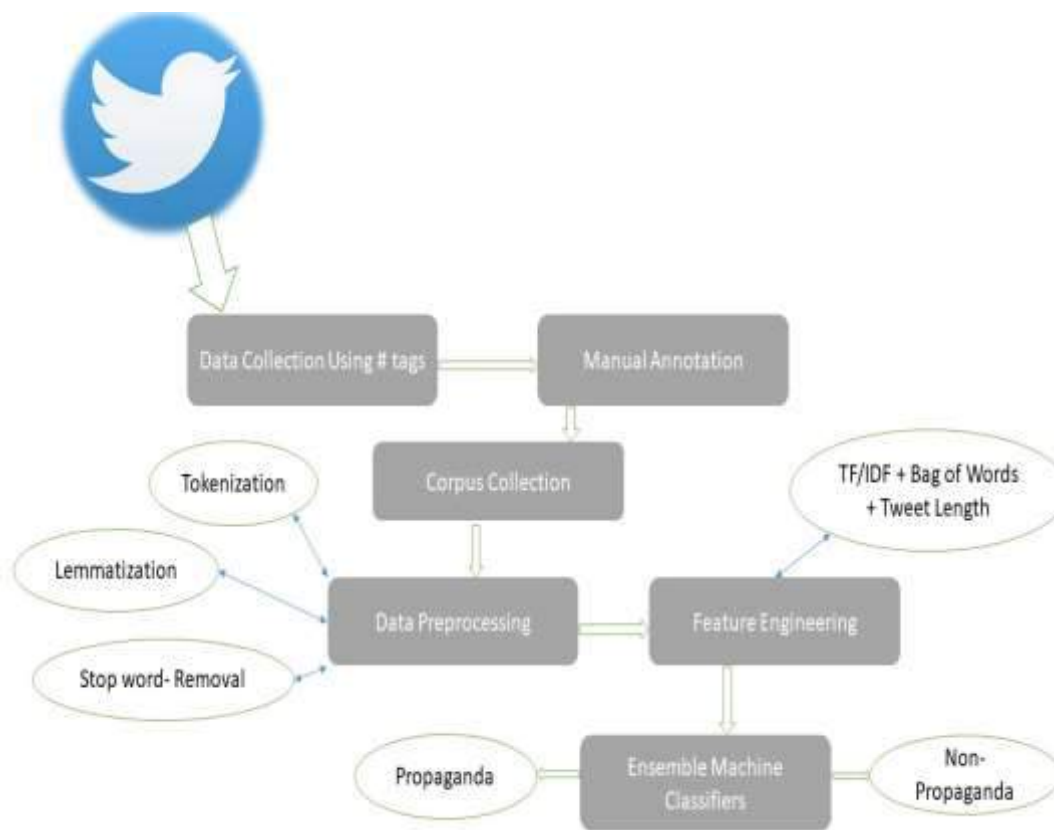 Data Collection Using # tags
Manual Annotation
Corpus Collection
Tokenization
TF/IDF + Bag of Words
+ Tweet Length
Lemmatization
Data Preprocessing
Feature Engineering
Stop word- Removal
Propaganda
Ensemble Machine
Classifiers
Non-
Propaganda